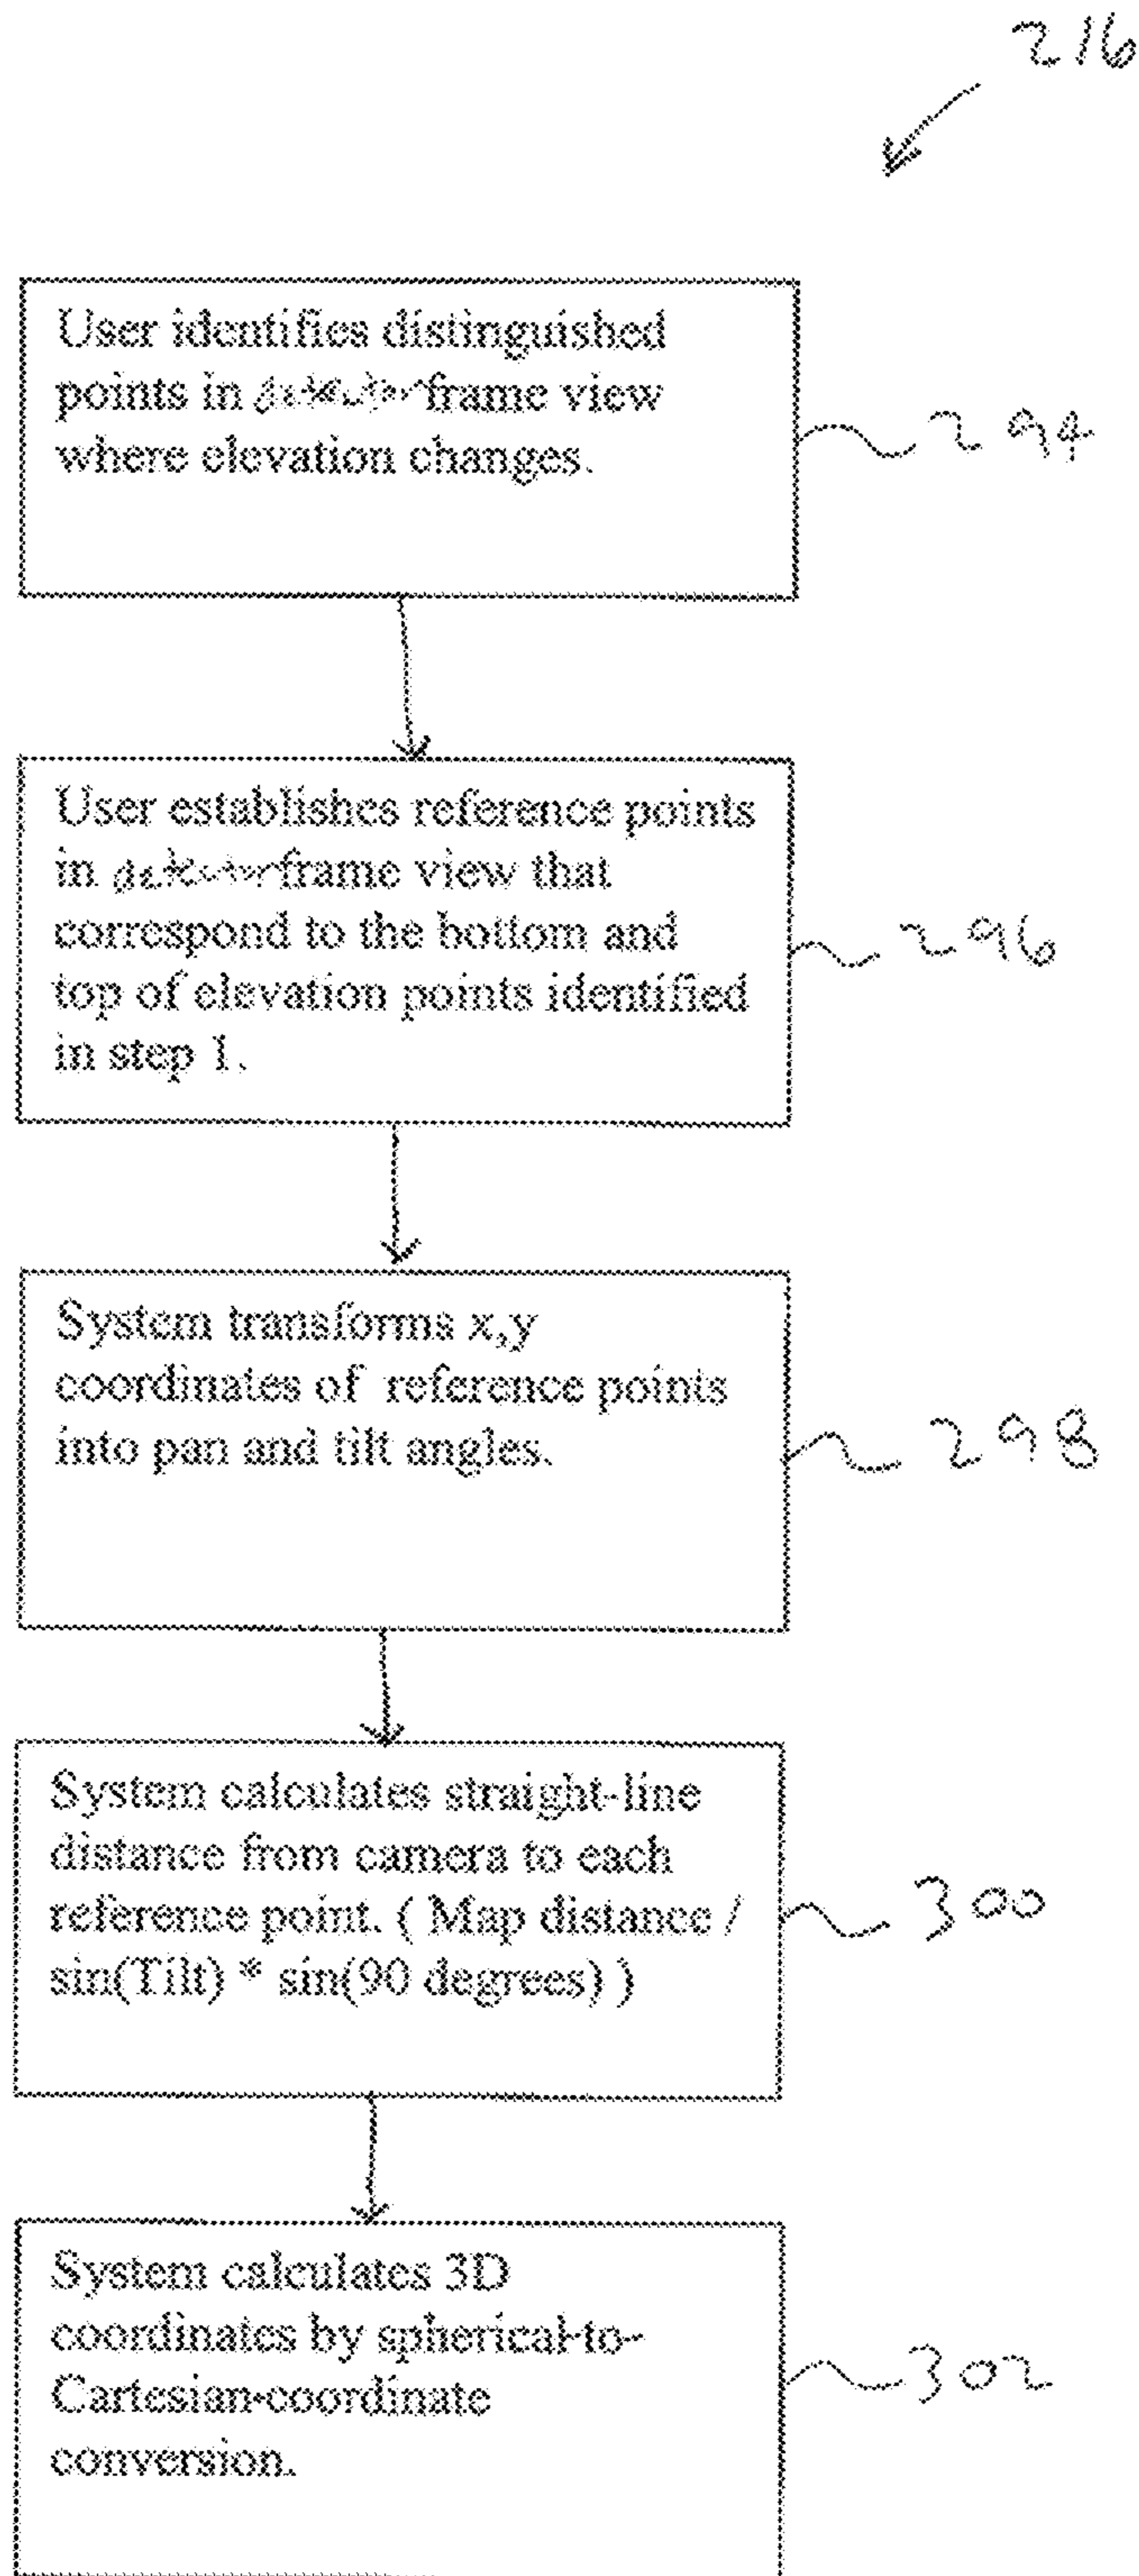 216
User identifies distinguished
points in frame view
where elevation changes.
294
User establishes reference points
in frame view that
correspond to the bottom and
top of elevation points identified
in step 1.
296
System transforms x,y
coordinates of reference points
into pan and tilt angles.
298
System calculates straight-line
distance from camera to each
reference point. ( Map distance /
sin(Tilt) * sin(90 degrees) )
300
System calculates 3D
coordinates by spherical-to-
Cartesian-coordinate
conversion.
302